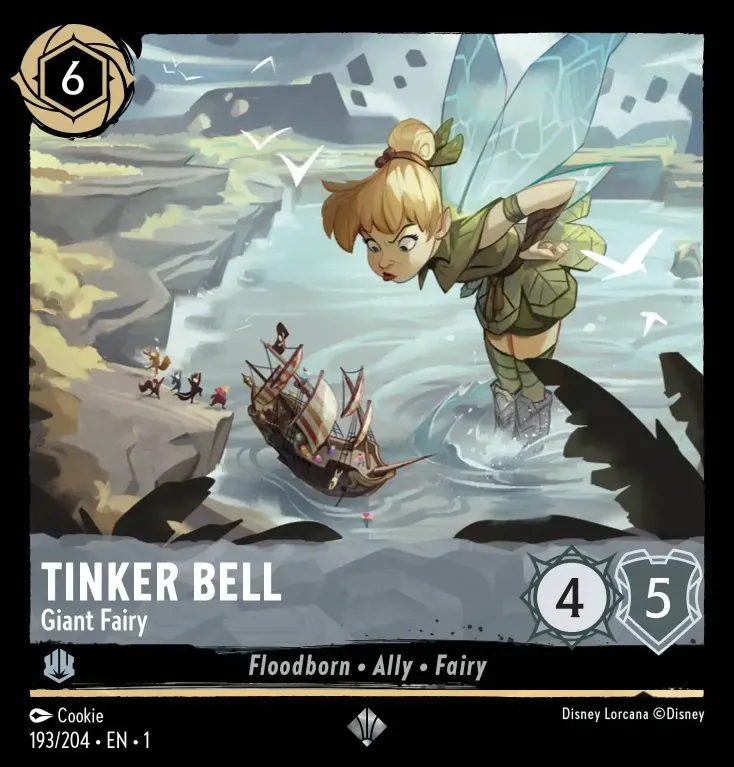 6
TINKER BELL
Giant Fairy
4
5
Floodborn • Ally • Fairy
Cookie
Disney Lorcana ©Disney
193/204 • EN • 1